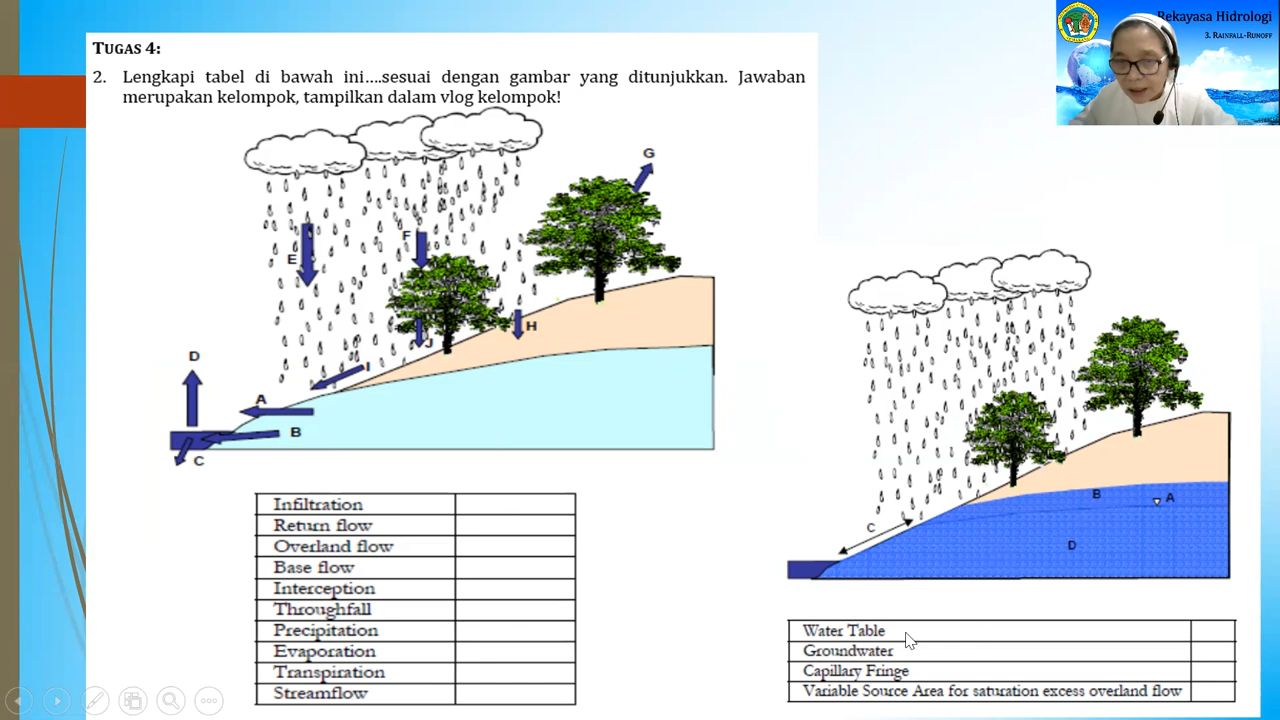 Rekayasa Hidrologi
3. RAINFALL-RUNOFF
TUGAS 4:
2. Lengkapi tabel di bawah ini....sesuai dengan gambar yang ditunjukkan. Jawaban
merupakan kelompok, tampilkan dalam vlog kelompok!
G
F
E
H
J
I
D
A
B
C
Infiltration
Return flow
Overland flow
Base flow
Interception
Throughfall
Precipitation
Evaporation
Transpiration
Streamflow
B
A
C
D
Water Table
Groundwater
Capillary Fringe
Variable Source Area for saturation excess overland flow